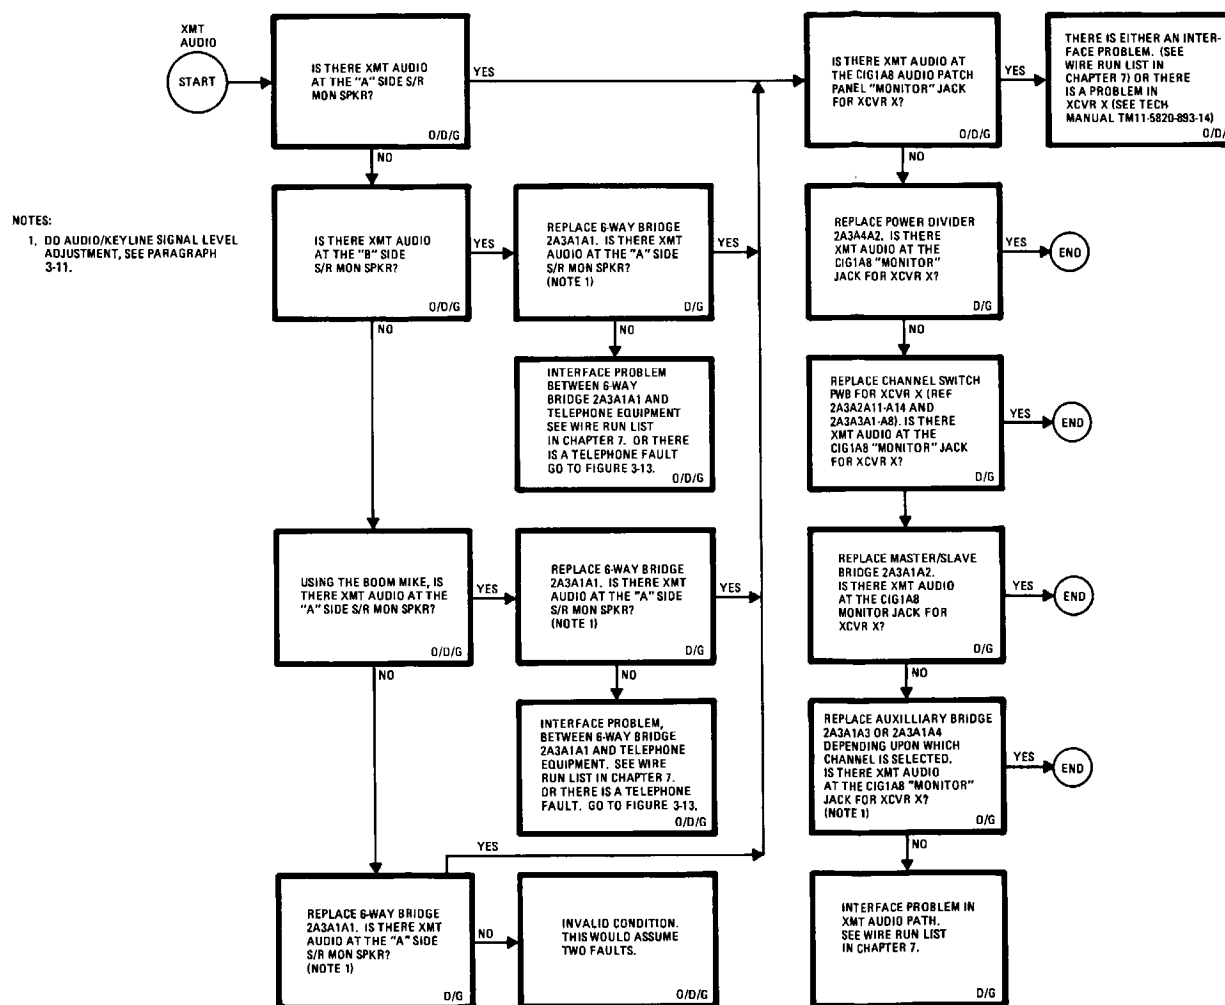 XMT
AUDIO
START
IS THERE XMT AUDIO
AT THE "A" SIDE S/R
MON SPKR?
O/D/G
YES
NO
IS THERE XMT AUDIO AT
THE CIG1A8 AUDIO PATCH
PANEL "MONITOR" JACK
FOR XCVR X?
O/D/G
YES
NO
THERE IS EITHER AN INTER-
FACE PROBLEM. (SEE
WIRE RUN LIST IN
CHAPTER 7) OR THERE
IS A PROBLEM IN
XCVR X (SEE TECH
MANUAL TM11-5820-893-14)
O/D/
NOTES:
1. DO AUDIO/KEYLINE SIGNAL LEVEL
ADJUSTMENT, SEE PARAGRAPH
3-11.
IS THERE XMT AUDIO
AT THE "B" SIDE
S/R MON SPKR?
O/D/G
YES
NO
REPLACE 6-WAY BRIDGE
2A3A1A1. IS THERE XMT
AUDIO AT THE "A" SIDE
S/R MON SPKR?
(NOTE 1)
D/G
YES
NO
REPLACE POWER DIVIDER
2A3A4A2. IS THERE
XMT AUDIO AT THE
CIG1A8 "MONITOR"
JACK FOR XCVR X?
D/G
YES
END
NO
INTERFACE PROBLEM
BETWEEN 6-WAY
BRIDGE 2A3A1A1 AND
TELEPHONE EQUIPMENT
SEE WIRE RUN LIST
IN CHAPTER 7. OR THERE
IS A TELEPHONE FAULT
GO TO FIGURE 3-13.
O/D/G
REPLACE CHANNEL SWITCH
PWB FOR XCVR X (REF
2A3A2A11-A14 AND
2A3A3A1-A8). IS THERE
XMT AUDIO AT THE
CIG1A8 "MONITOR" JACK
FOR XCVR X?
D/G
YES
END
USING THE BOOM MIKE, IS
THERE XMT AUDIO AT THE
"A" SIDE S/R MON SPKR?
O/D/G
YES
NO
REPLACE 6-WAY BRIDGE
2A3A1A1. IS THERE XMT
AUDIO AT THE "A" SIDE
S/R MON SPKR?
(NOTE 1)
D/G
YES
NO
REPLACE MASTER/SLAVE
BRIDGE 2A3A1A2.
IS THERE XMT AUDIO
AT THE CIG1A8
MONITOR JACK FOR
XCVR X?
D/G
YES
END
NO
INTERFACE PROBLEM,
BETWEEN 6-WAY BRIDGE
2A3A1A1 AND TELEPHONE
EQUIPMENT. SEE WIRE
RUN LIST IN CHAPTER 7.
OR THERE IS A TELEPHONE
FAULT. GO TO FIGURE 3-13.
O/D/G
REPLACE AUXILLIARY BRIDGE
2A3A1A3 OR 2A3A1A4
DEPENDING UPON WHICH
CHANNEL IS SELECTED.
IS THERE XMT AUDIO
AT THE CIG1A8 "MONITOR"
JACK FOR XCVR X?
(NOTE 1)
O/G
YES
END
NO
YES
REPLACE 6-WAY BRIDGE
2A3A1A1. IS THERE XMT
AUDIO AT THE "A" SIDE
S/R MON SPKR?
(NOTE 1)
D/G
NO
INVALID CONDITION.
THIS WOULD ASSUME
TWO FAULTS.
O/D/G
INTERFACE PROBLEM IN
XMT AUDIO PATH.
SEE WIRE RUN LIST
IN CHAPTER 7.
D/G